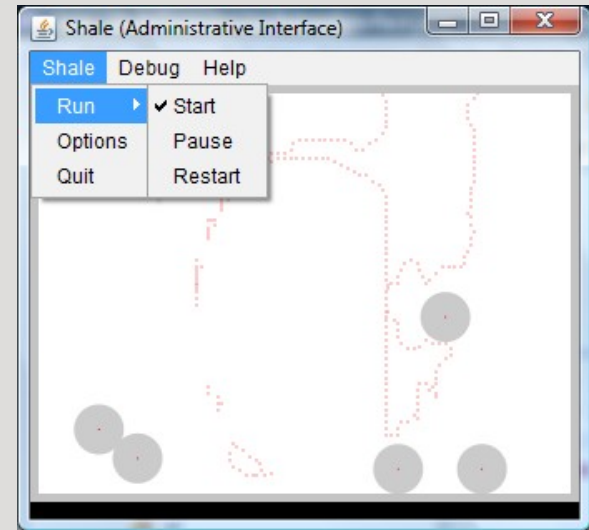 Shale (Administrative Interface)
Shale Debug Help
Run Start
Options Pause
Quit Restart